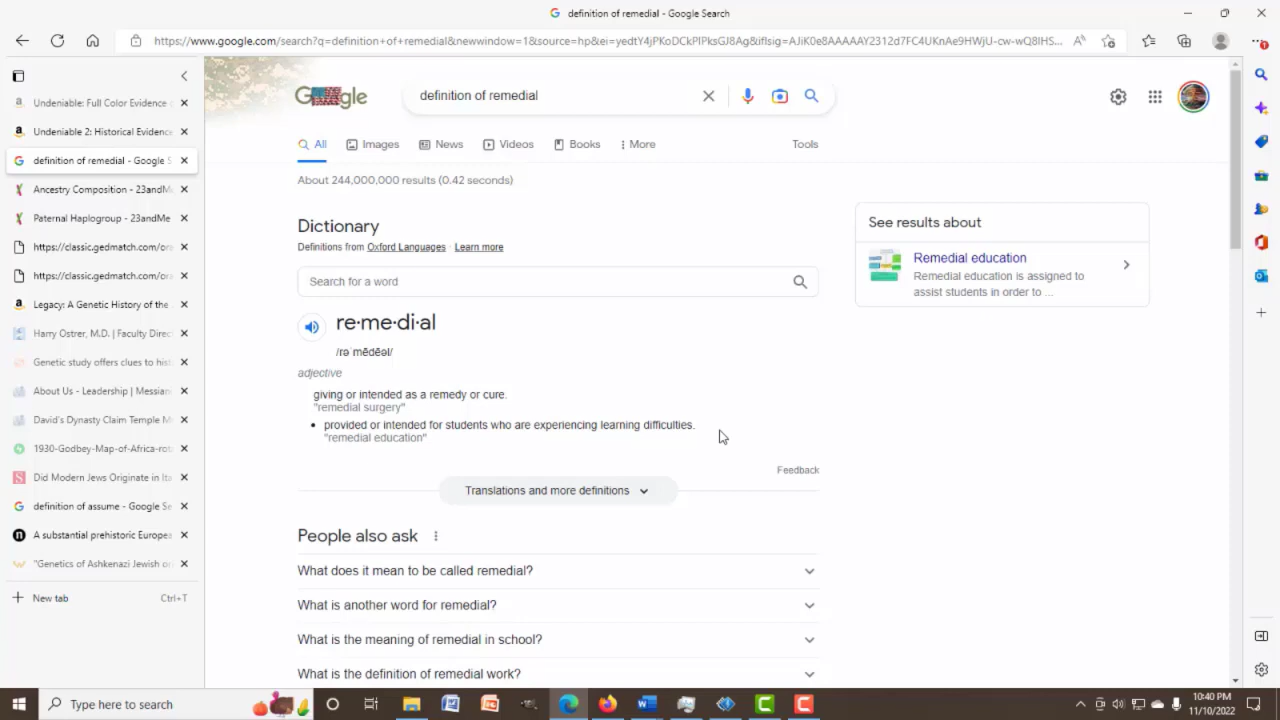 definition of remedial - Google Search
https://www.google.com/search?q=definition+of+remedial&newwindow=1&source=hp&ei=yedtY4jPKoDCkPIPksGJ8Ag&iflsig=AJiK0e8AAAAAY2312d7FC4UKnAe9HWjU-cw-wQ8IHS...
Undeniable: Full Color Evidence
Undeniable 2: Historical Evidence
definition of remedial - Google S
Ancestry Composition - 23andMe
Paternal Haplogroup - 23andMe
https://classic.gedmatch.com/or
https://classic.gedmatch.com/or
Legacy: A Genetic History of the
Harry Ostrer, M.D. | Faculty Direc
Genetic study offers clues to hist
About Us - Leadership | Messian
David's Dynasty Claim Temple M
1930-Godbey-Map-of-Africa-rot
Did Modern Jews Originate in Ita
definition of assume - Google Se
A substantial prehistoric Europea
"Genetics of Ashkenazi Jewish ori
New tab Ctrl+T
Google
definition of remedial
All Images News Videos Books More Tools
About 244,000,000 results (0.42 seconds)
Dictionary
Definitions from Oxford Languages · Learn more
Search for a word
re·me·di·al
/rəˈmēdēəl/
adjective
giving or intended as a remedy or cure.
"remedial surgery"
• provided or intended for students who are experiencing learning difficulties.
"remedial education"
Feedback
Translations and more definitions
People also ask
What does it mean to be called remedial?
What is another word for remedial?
What is the meaning of remedial in school?
What is the definition of remedial work?
See results about
Remedial education
Remedial education is assigned to
assist students in order to ...
Type here to search
10:40 PM
11/10/2022